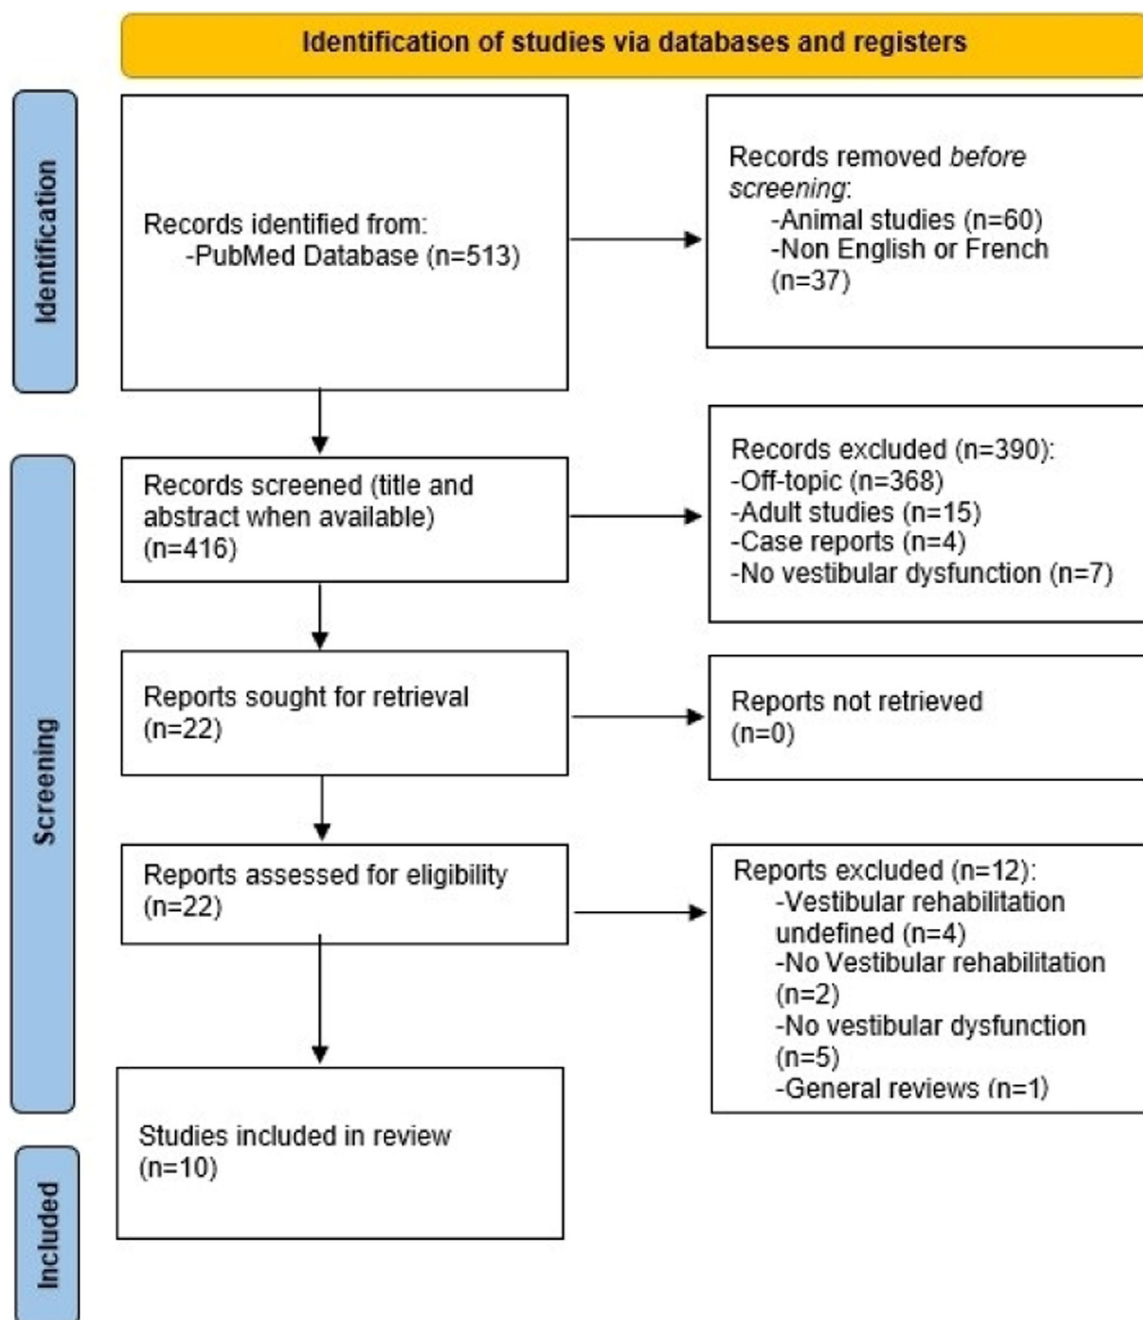 Identification of studies via databases and registers
Identification
Records identified from:
-PubMed Database (n=513)
Records removed before
screening:
-Animal studies (n=60)
-Non English or French
(n=37)
Screening
Records screened (title and
abstract when available)
(n=416)
Records excluded (n=390):
-Off-topic (n=368)
-Adult studies (n=15)
-Case reports (n=4)
-No vestibular dysfunction (n=7)
Reports sought for retrieval
(n=22)
Reports not retrieved
(n=0)
Reports assessed for eligibility
(n=22)
Reports excluded (n=12):
-Vestibular rehabilitation
undefined (n=4)
-No Vestibular rehabilitation
(n=2)
-No vestibular dysfunction
(n=5)
-General reviews (n=1)
Included
Studies included in review
(n=10)